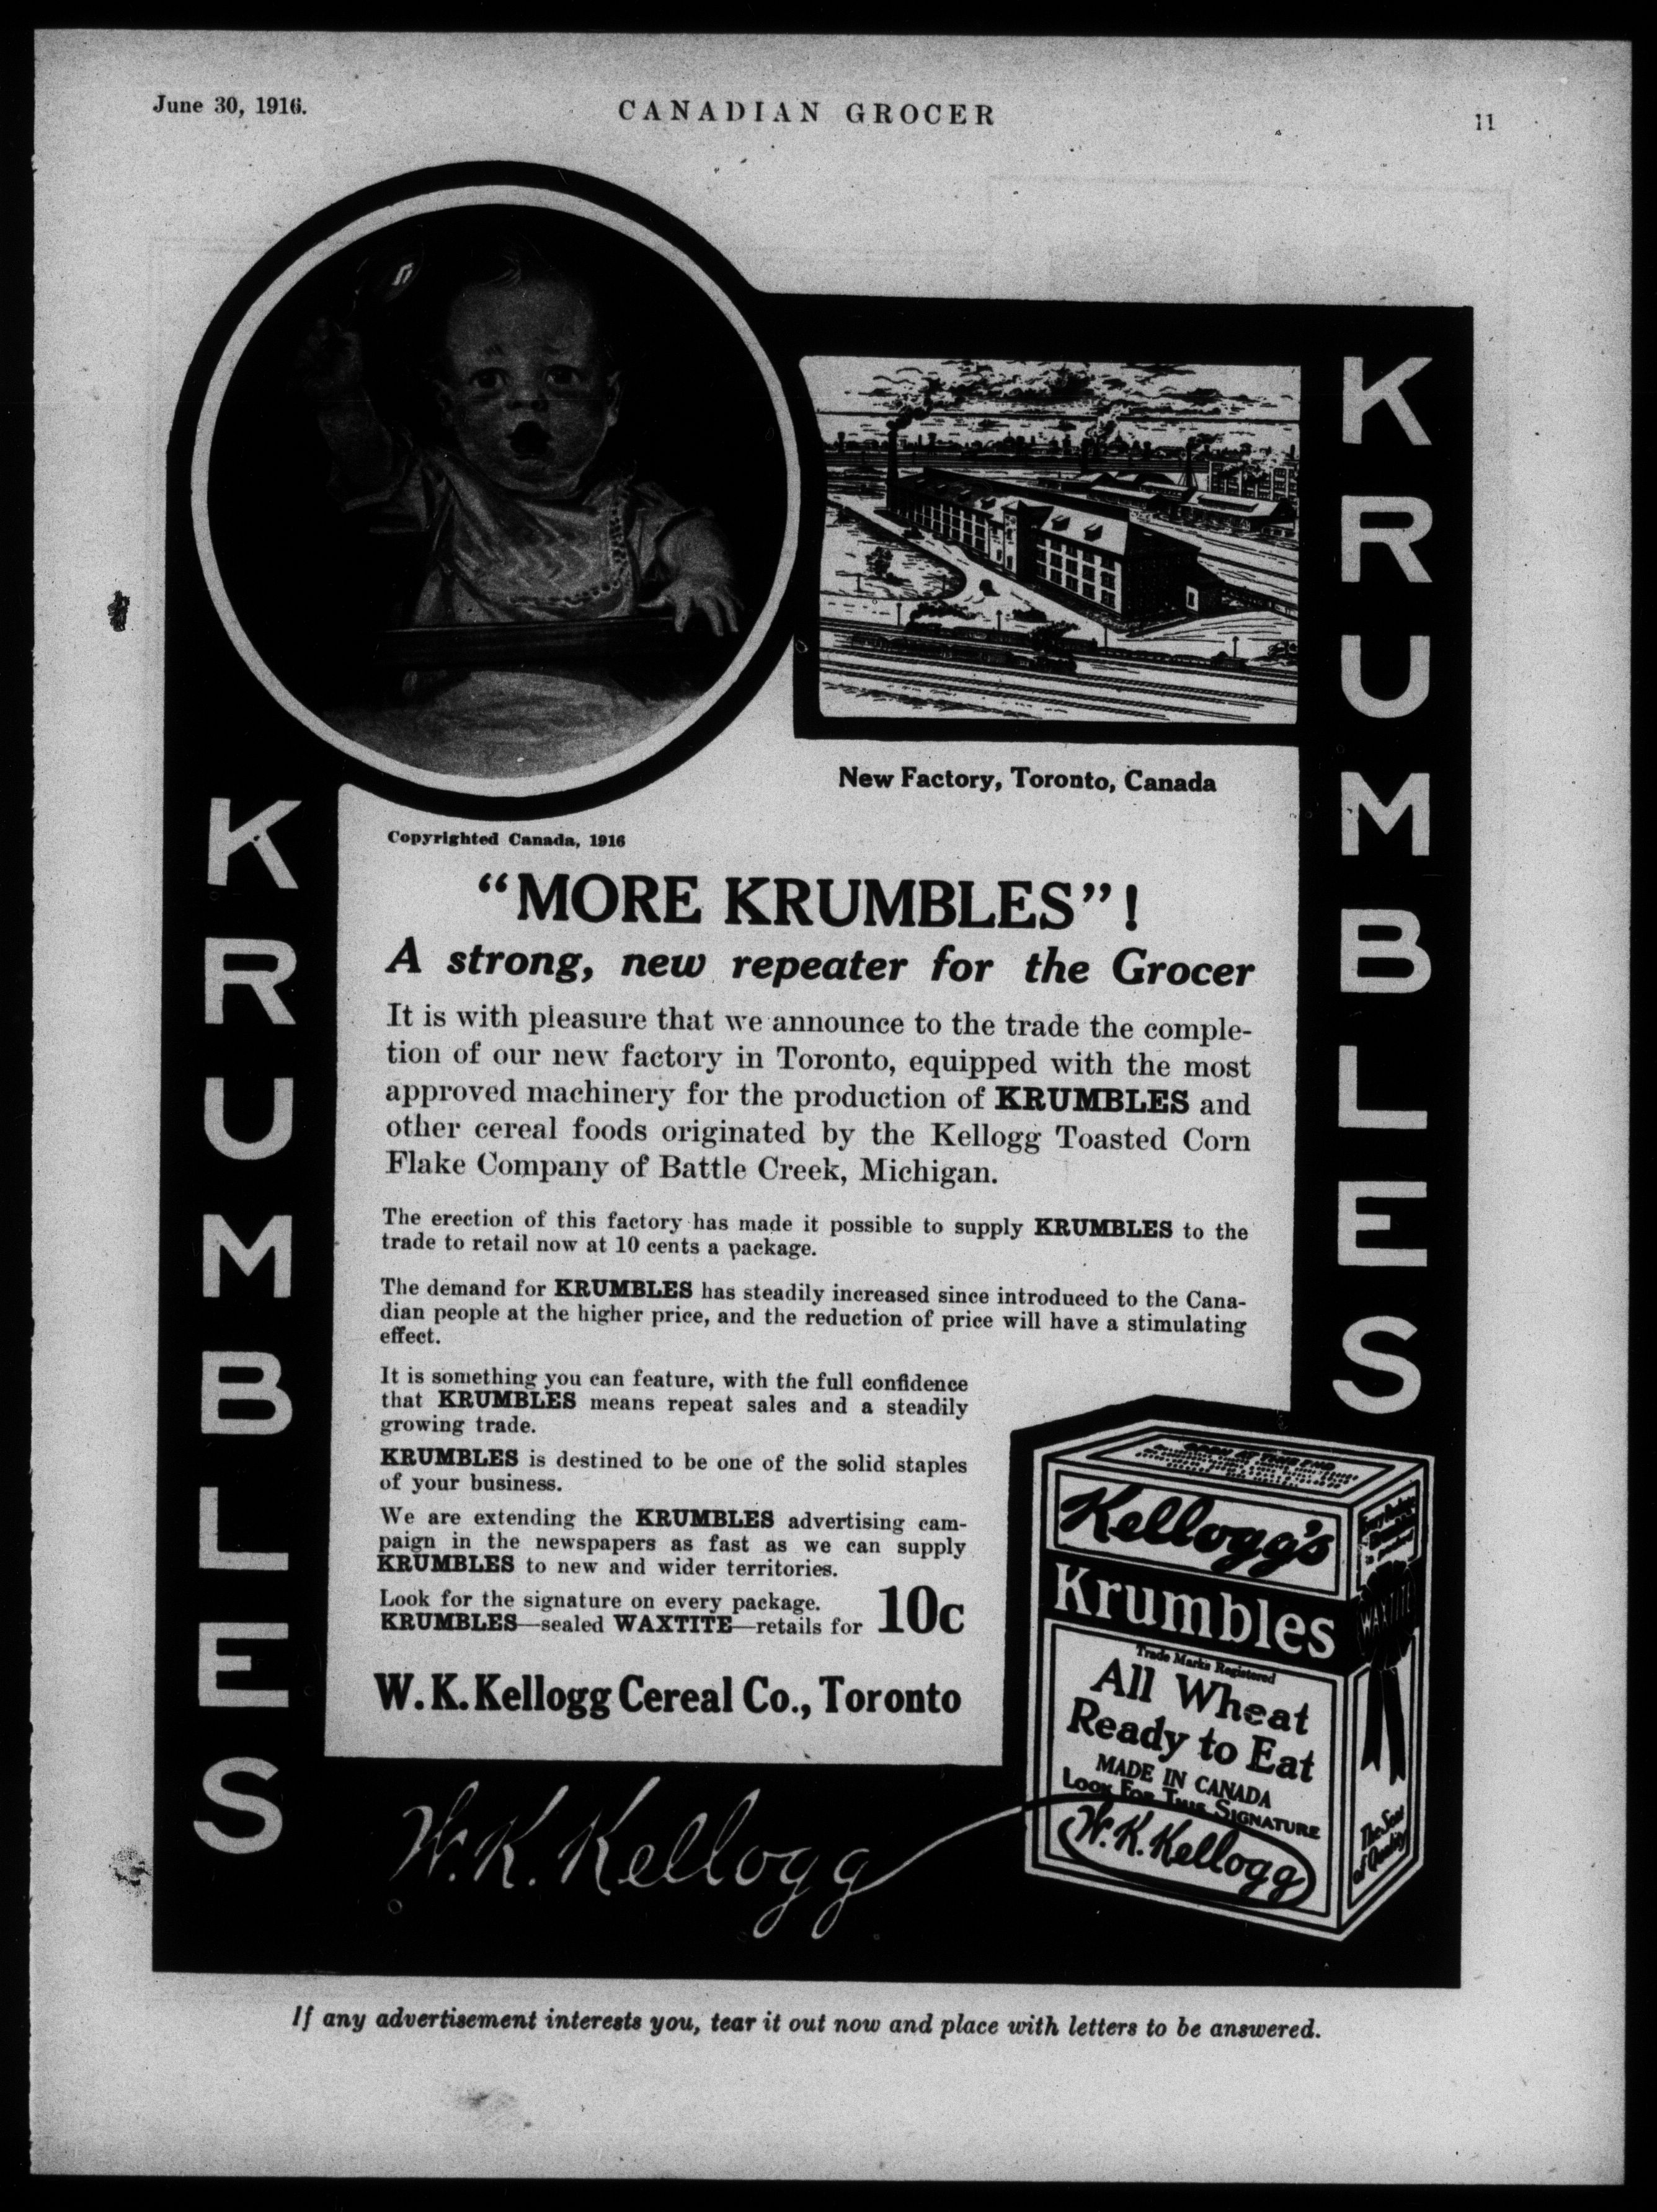 June 30, 1916.
CANADIAN GROCER
11
KRUMBLES
KRUMBLES
New Factory, Toronto, Canada
Copyrighted Canada, 1916
“MORE KRUMBLES”!
A strong, new repeater for the Grocer
It is with pleasure that we announce to the trade the comple-
tion of our new factory in Toronto, equipped with the most
approved machinery for the production of KRUMBLES and
other cereal foods originated by the Kellogg Toasted Corn
Flake Company of Battle Creek, Michigan.
The erection of this factory has made it possible to supply KRUMBLES to the
trade to retail now at 10 cents a package.
The demand for KRUMBLES has steadily increased since introduced to the Cana-
dian people at the higher price, and the reduction of price will have a stimulating
effect.
It is something you can feature, with the full confidence
that KRUMBLES means repeat sales and a steadily
growing trade.
KRUMBLES is destined to be one of the solid staples
of your business.
We are extending the KRUMBLES advertising cam-
paign in the newspapers as fast as we can supply
KRUMBLES to new and wider territories.
Look for the signature on every package.
KRUMBLES—sealed WAXTITE—retails for 10c
W. K. Kellogg Cereal Co., Toronto
W. K. Kellogg
OPEN AT THIS END
Kellogg's
Krumbles
Trade Marks Registered
All Wheat
Ready to Eat
MADE IN CANADA
LOOK FOR THIS SIGNATURE
W. K. Kellogg
WAXTITE
The Seal
of Quality
If any advertisement interests you, tear it out now and place with letters to be answered.